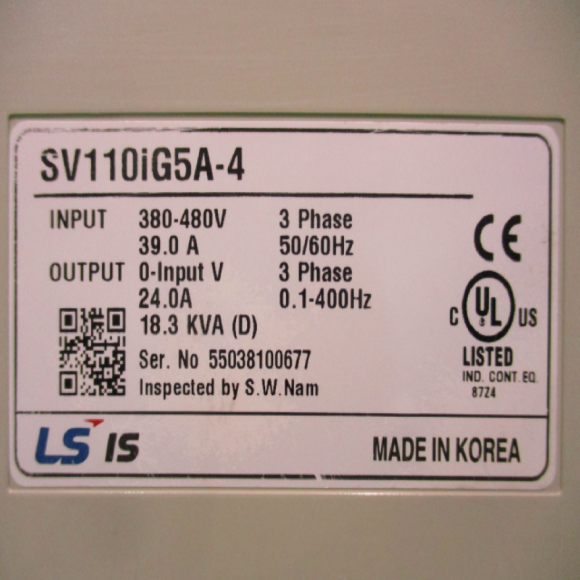 SV110iG5A-4
INPUT 380-480V 3 Phase
39.0 A 50/60Hz
OUTPUT 0-Input V 3 Phase
24.0A 0.1-400Hz
18.3 KVA (D)
Ser. No 55038100677
Inspected by S.W.Nam
CE
C UL US
LISTED
IND. CONT. EQ.
87Z4
LS IS
MADE IN KOREA